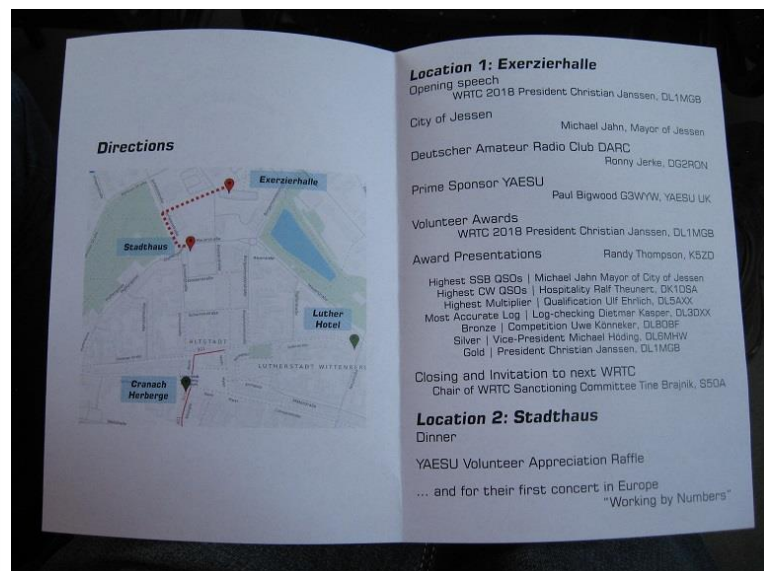 Directions
Exerzierhalle
Stadthaus
Luther
Hotel
ALTSTADT
LUTHERSTADT WITTENBERG
Cranach
Herberge
Location 1: Exerzierhalle
Opening speech
WRTC 2018 President Christian Janssen, DL1MGB
City of Jessen
Michael Jahn, Mayor of Jessen
Deutscher Amateur Radio Club DARC
Ronny Jerke, DG2RON
Prime Sponsor YAESU
Paul Bigwood G3WYW, YAESU UK
Volunteer Awards
WRTC 2018 President Christian Janssen, DL1MGB
Award Presentations Randy Thompson, K5ZD
Highest SSB QSOs | Michael Jahn Mayor of City of Jessen
Highest CW QSOs | Hospitality Ralf Theunert, DK1DSA
Highest Multiplier | Qualification Ulf Ehrlich, DL5AXX
Most Accurate Log | Log-checking Dietmar Kasper, DL3DXX
Bronze | Competition Uwe Könneker, DL8OBF
Silver | Vice-President Michael Höding, DL6MHW
Gold | President Christian Janssen, DL1MGB
Closing and Invitation to next WRTC
Chair of WRTC Sanctioning Committee Tine Brajnik, S50A
Location 2: Stadthaus
Dinner
YAESU Volunteer Appreciation Raffle
... and for their first concert in Europe
"Working by Numbers"